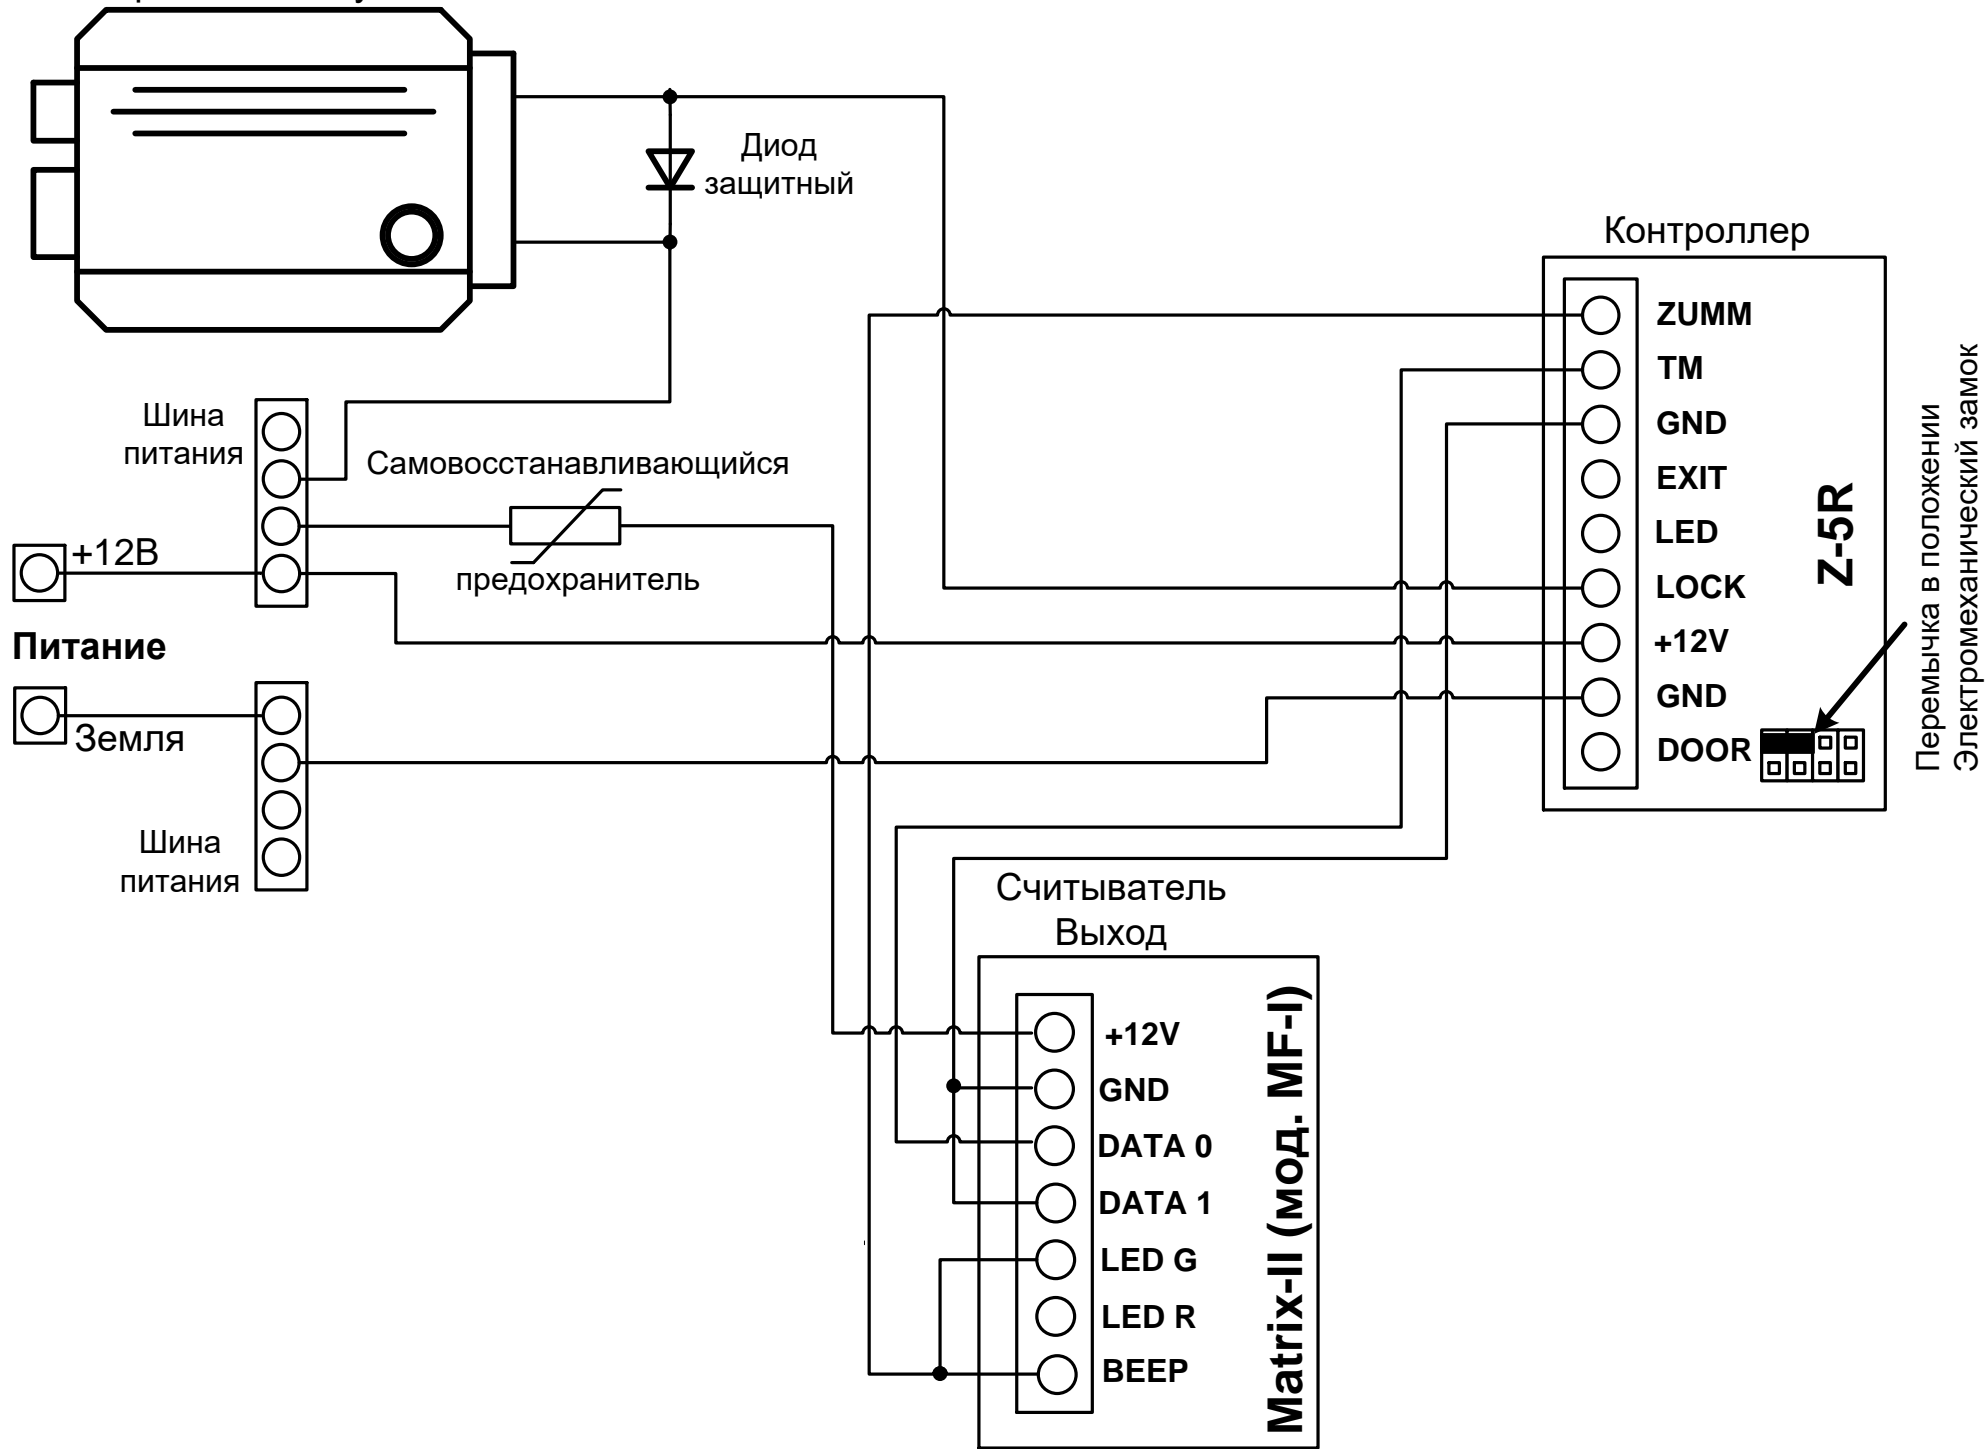 Диод
защитный
Контроллер
ZUMM
TM
GND
EXIT
LED
LOCK
+12V
GND
DOOR
Z-5R
Перемычка в положении
Электромеханический замок
Шина
питания
Самовосстанавливающийся
предохранитель
+12В
Питание
Земля
Шина
питания
Считыватель
Выход
+12V
GND
DATA 0
DATA 1
LED G
LED R
BEEP
Matrix-II (мод. MF-I)